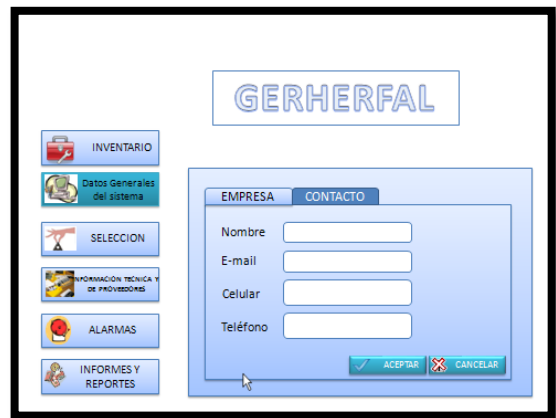 GERHERFAL
INVENTARIO
Datos Generales
del sistema
SELECCION
INFORMACIÓN TECNICA Y
DE PROVEEDORES
ALARMAS
INFORMES Y
REPORTES
EMPRESA
CONTACTO
Nombre
E-mail
Celular
Teléfono
ACEPTAR
CANCELAR